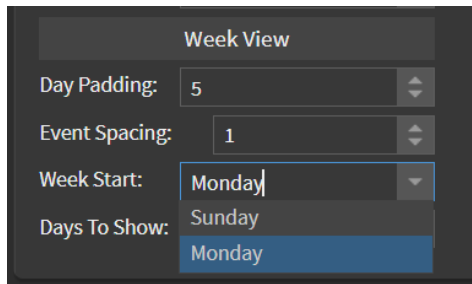 Week View
Day Padding: 5
Event Spacing: 1
Week Start: Monday
Sunday
Days To Show:
Monday